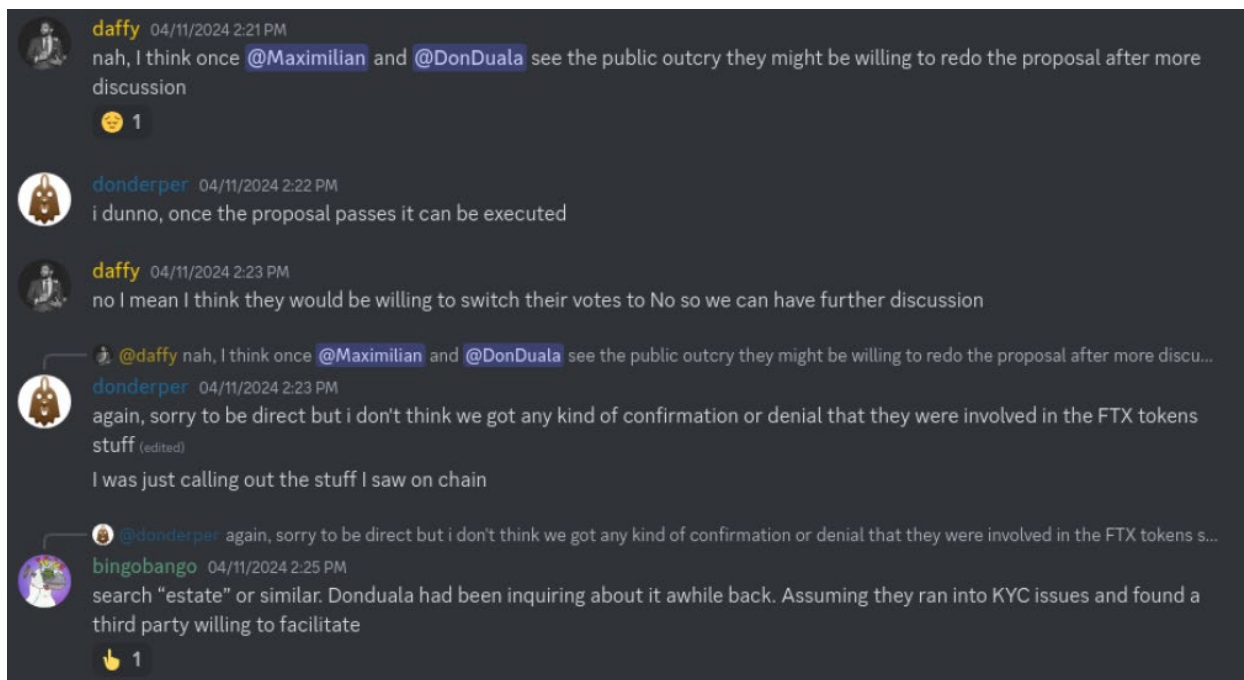 daffy 04/11/2024 2:21 PM
nah, I think once @Maximilian and @DonDuala see the public outcry they might be willing to redo the proposal after more
discussion
1
donderper 04/11/2024 2:22 PM
i dunno, once the proposal passes it can be executed
daffy 04/11/2024 2:23 PM
no I mean I think they would be willing to switch their votes to No so we can have further discussion
@daffy nah, I think once @Maximilian and @DonDuala see the public outcry they might be willing to redo the proposal after more discu...
donderper 04/11/2024 2:23 PM
again, sorry to be direct but i don't think we got any kind of confirmation or denial that they were involved in the FTX tokens
stuff (edited)
I was just calling out the stuff I saw on chain
@donderper again, sorry to be direct but i don't think we got any kind of confirmation or denial that they were involved in the FTX tokens s...
bingobango 04/11/2024 2:25 PM
search “estate” or similar. Donduala had been inquiring about it awhile back. Assuming they ran into KYC issues and found a
third party willing to facilitate
1